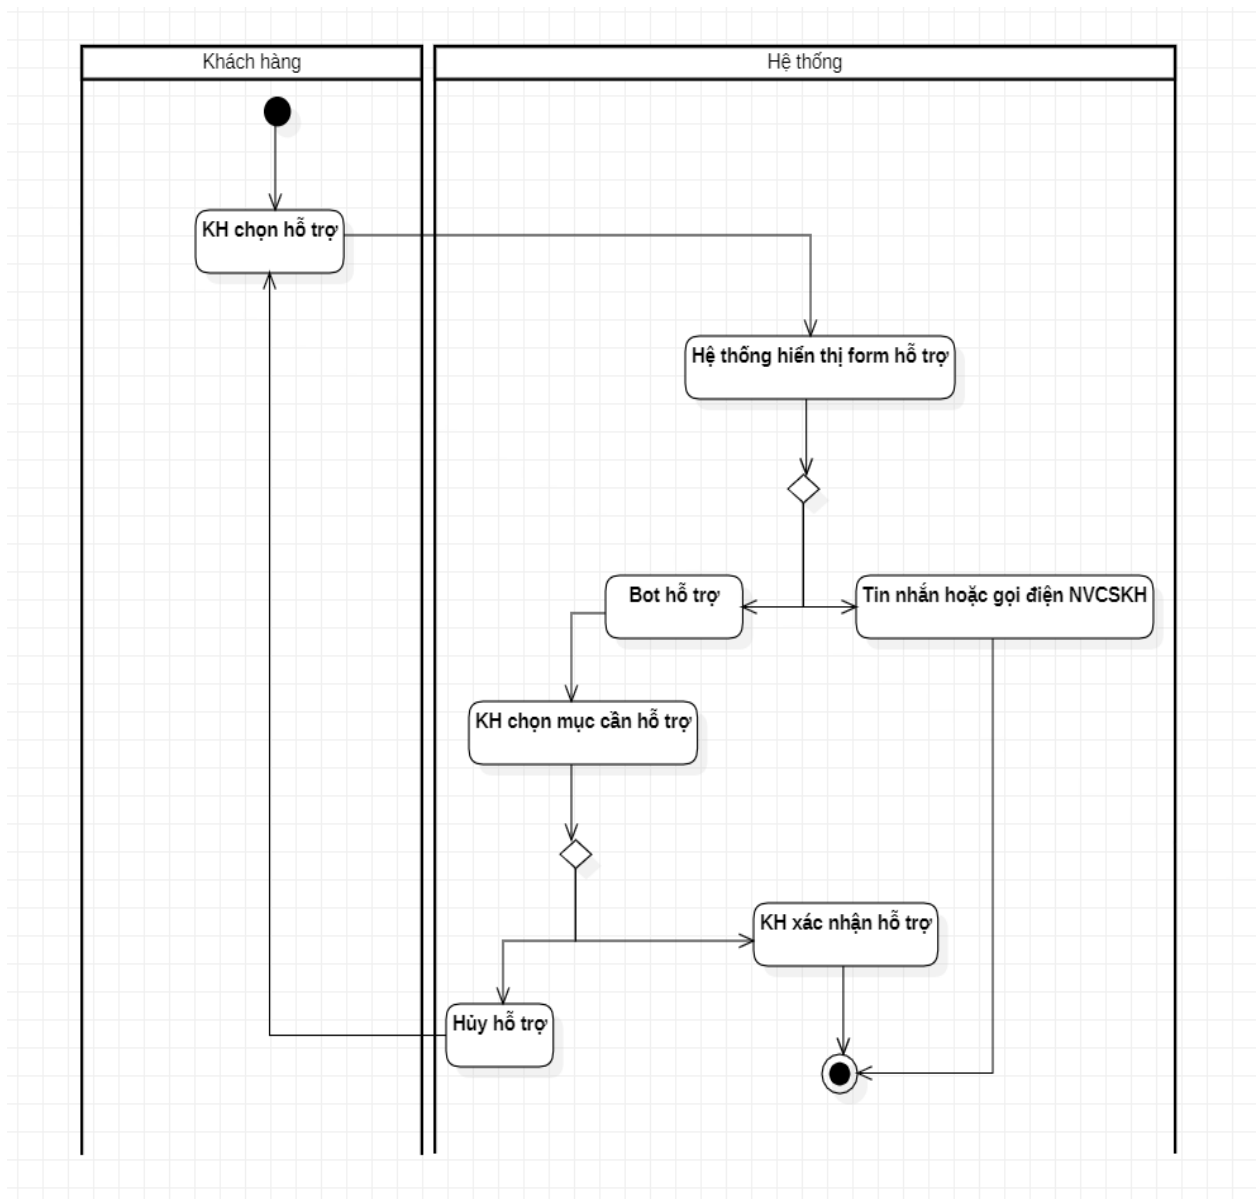 Khách hàng
Hệ thống
KH chọn hỗ trợ
Hệ thống hiển thị form hỗ trợ
Bot hỗ trợ
Tin nhắn hoặc gọi điện NVCSKH
KH chọn mục cần hỗ trợ
KH xác nhận hỗ trợ
Hủy hỗ trợ